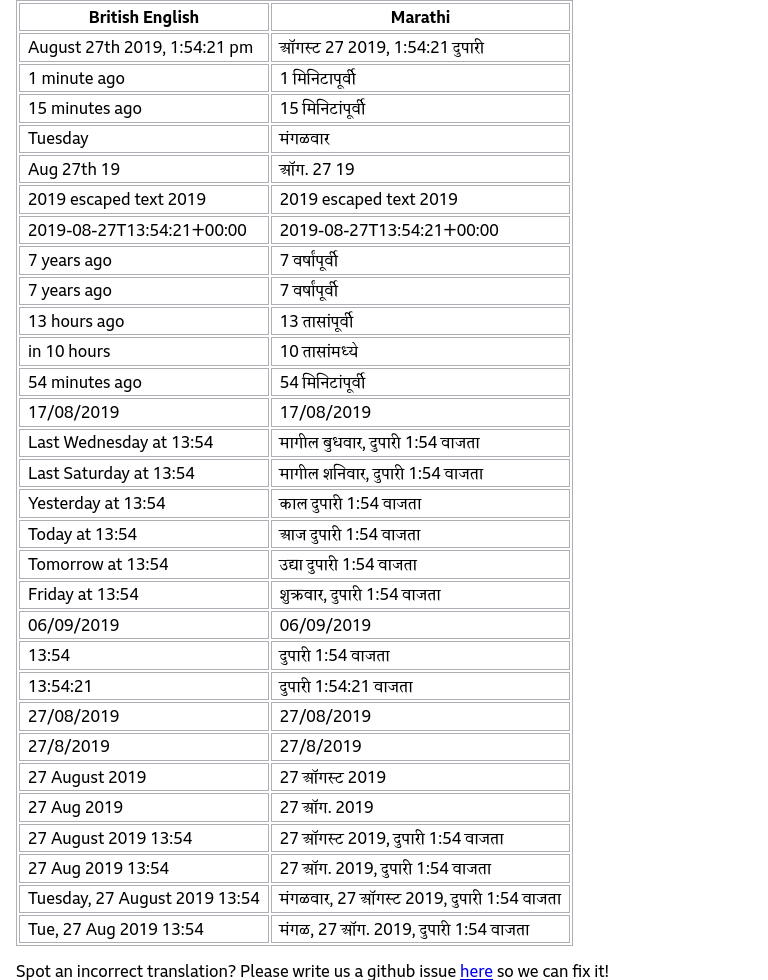 British English Marathi
August 27th 2019, 1:54:21 pm ऑगस्ट 27 2019, 1:54:21 दुपारी
1 minute ago 1 मिनिटापूर्वी
15 minutes ago 15 मिनिटांपूर्वी
Tuesday मंगळवार
Aug 27th 19 ऑग. 27 19
2019 escaped text 2019 2019 escaped text 2019
2019-08-27T13:54:21+00:00 2019-08-27T13:54:21+00:00
7 years ago 7 वर्षांपूर्वी
7 years ago 7 वर्षांपूर्वी
13 hours ago 13 तासांपूर्वी
in 10 hours 10 तासांमध्ये
54 minutes ago 54 मिनिटांपूर्वी
17/08/2019 17/08/2019
Last Wednesday at 13:54 मागील बुधवार, दुपारी 1:54 वाजता
Last Saturday at 13:54 मागील शनिवार, दुपारी 1:54 वाजता
Yesterday at 13:54 काल दुपारी 1:54 वाजता
Today at 13:54 आज दुपारी 1:54 वाजता
Tomorrow at 13:54 उद्या दुपारी 1:54 वाजता
Friday at 13:54 शुक्रवार, दुपारी 1:54 वाजता
06/09/2019 06/09/2019
13:54 दुपारी 1:54 वाजता
13:54:21 दुपारी 1:54:21 वाजता
27/08/2019 27/08/2019
27/8/2019 27/8/2019
27 August 2019 27 ऑगस्ट 2019
27 Aug 2019 27 ऑग. 2019
27 August 2019 13:54 27 ऑगस्ट 2019, दुपारी 1:54 वाजता
27 Aug 2019 13:54 27 ऑग. 2019, दुपारी 1:54 वाजता
Tuesday, 27 August 2019 13:54 मंगळवार, 27 ऑगस्ट 2019, दुपारी 1:54 वाजता
Tue, 27 Aug 2019 13:54 मंगळ, 27 ऑग. 2019, दुपारी 1:54 वाजता
Spot an incorrect translation? Please write us a github issue here so we can fix it!